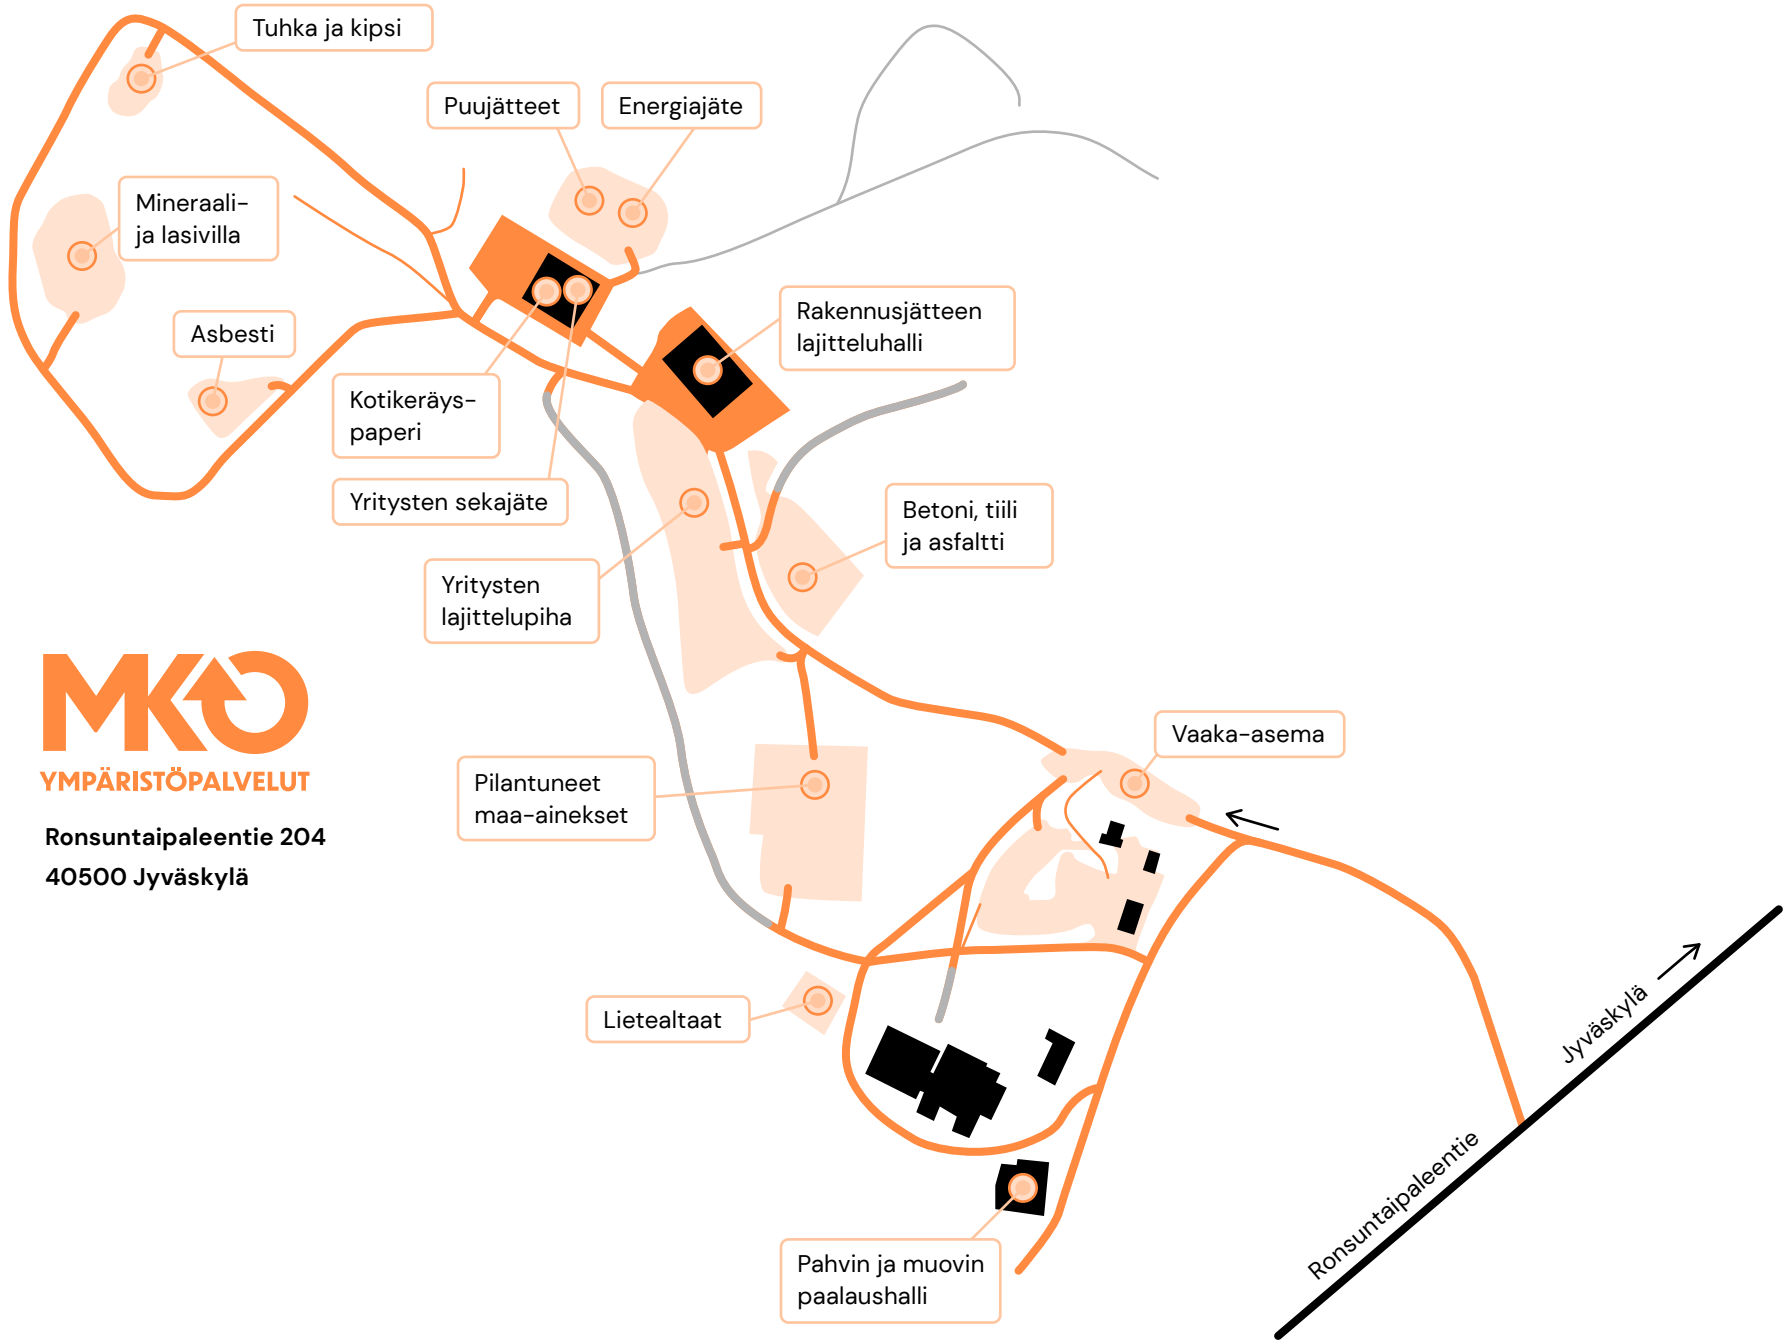 Tuhka ja kipsi
Puujätteet
Energiajäte
Mineraali-
ja lasivilla
Asbesti
Rakennusjätteen
lajitteluhalli
Kotikeräys-
paperi
Yritysten sekajäte
Betoni, tiili
ja asfaltti
Yritysten
lajittelupiha
MKO
YMPÄRISTÖPALVELUT
Ronsuntaipaleentie 204
40500 Jyväskylä
Vaaka-asema
Pilantuneet
maa-ainekset
Lietealtaat
Jyväskylä
Ronsuntaipaleentie
Pahvin ja muovin
paalaushalli